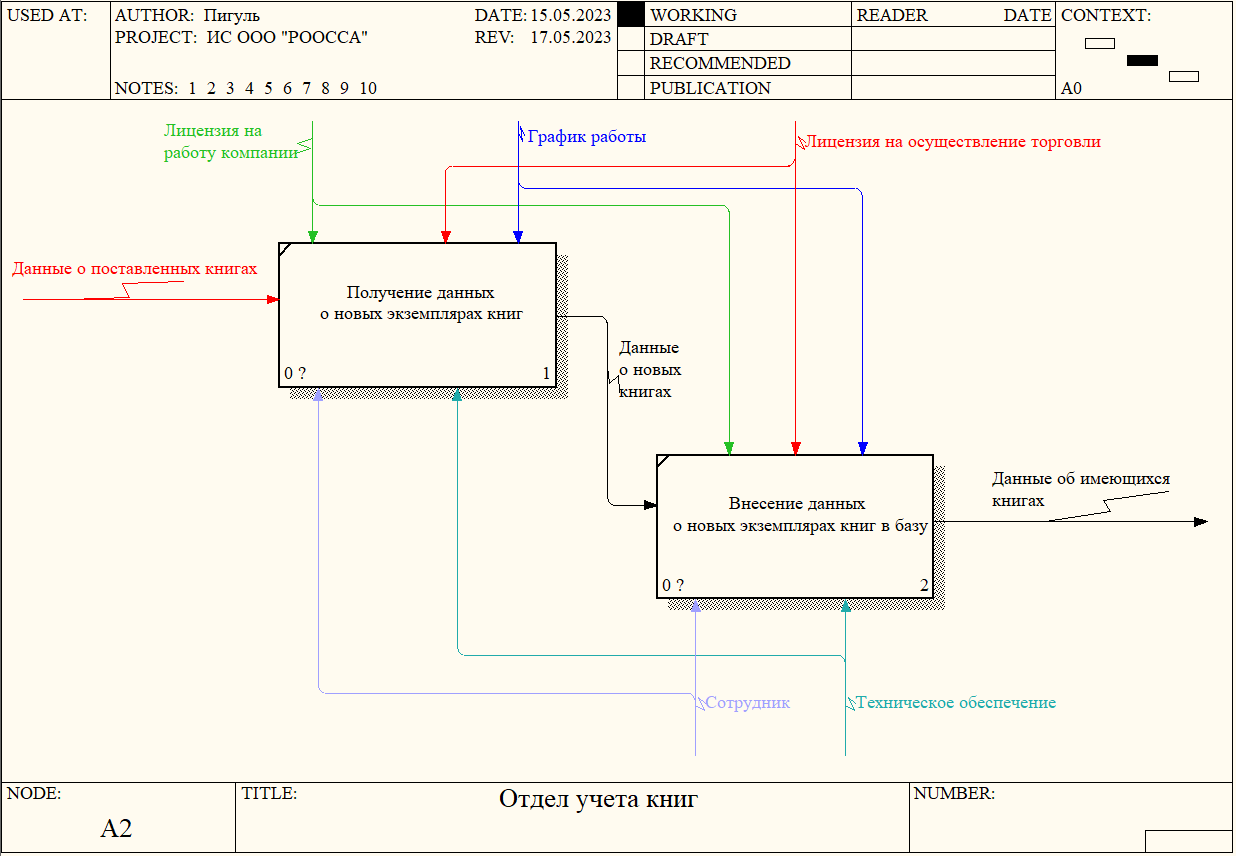 USED AT:
AUTHOR: Пигуль
DATE: 15.05.2023
PROJECT: ИС ООО "РООССА"
REV: 17.05.2023
NOTES: 1 2 3 4 5 6 7 8 9 10
WORKING
DRAFT
RECOMMENDED
PUBLICATION
READER DATE
CONTEXT:
A0
Лицензия на
работу компании
График работы
Лицензия на осуществление торговли
Данные о поставленных книгах
Получение данных
о новых экземплярах книг
0 ? 1
Данные
о новых
книгах
Внесение данных
о новых экземплярах книг в базу
0 ? 2
Данные об имеющихся
книгах
Сотрудник
Техническое обеспечение
NODE:
A2
TITLE:
Отдел учета книг
NUMBER: